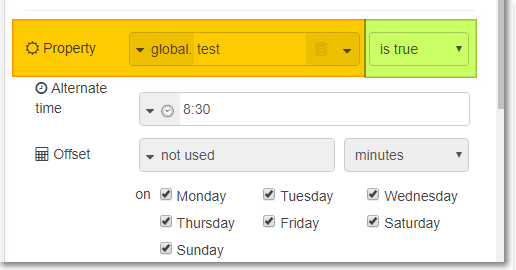 Property global. test is true
Alternate time 8:30
Offset not used minutes
on Monday Tuesday Wednesday
Thursday Friday Saturday
Sunday